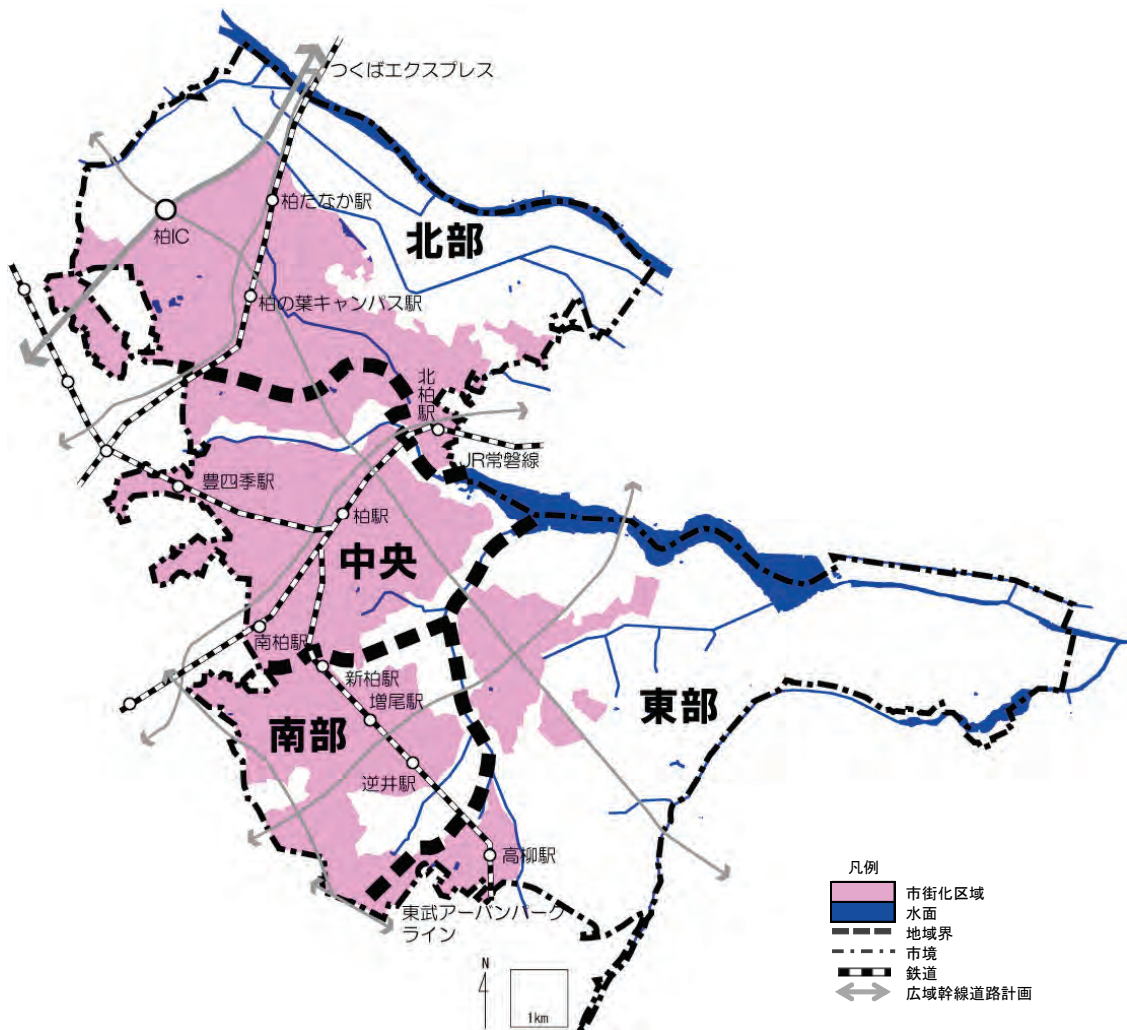 つくばエクスプレス
柏たなか駅
北部
柏IC
柏の葉キャンパス駅
北柏駅
JR常磐線
豊四季駅
柏駅
中央
南柏駅
新柏駅
増尾駅
南部
東部
逆井駅
高柳駅
東武アーバンパーク
ライン
N
1km
凡例
市街化区域
水面
地域界
市境
鉄道
広域幹線道路計画